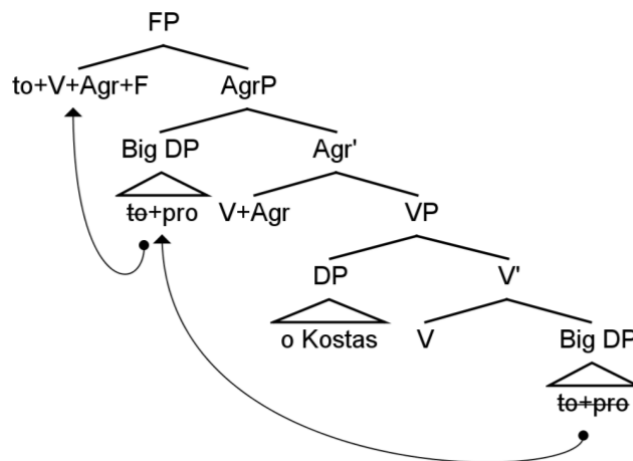 FP
to+V+Agr+F AgrP
Big DP Agr'
to+pro V+Agr VP
DP V'
o Kostas V Big DP
to+pro